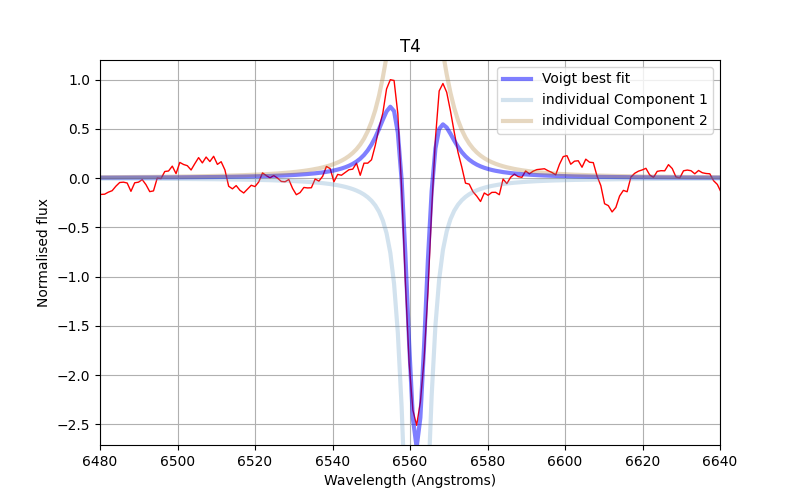 T4
Voigt best fit
individual Component 1
individual Component 2
1.0
0.5
0.0
−0.5
−1.0
−1.5
−2.0
−2.5
Normalised flux
6480 6500 6520 6540 6560 6580 6600 6620 6640
Wavelength (Angstroms)